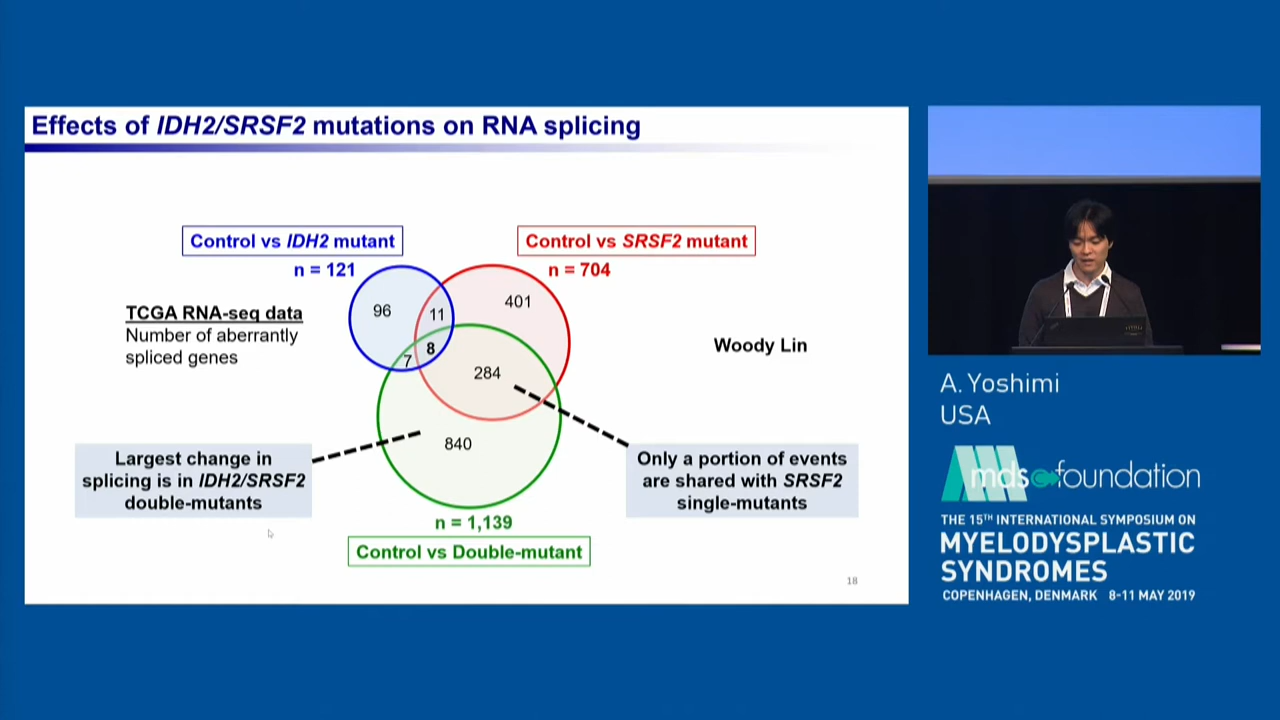 Effects of IDH2/SRSF2 mutations on RNA splicing
Control vs IDH2 mutant
n = 121
Control vs SRSF2 mutant
n = 704
TCGA RNA-seq data
Number of aberrantly
spliced genes
96
11
401
7
8
284
840
Woody Lin
Largest change in
splicing is in IDH2/SRSF2
double-mutants
Only a portion of events
are shared with SRSF2
single-mutants
n = 1,139
Control vs Double-mutant
18
A. Yoshimi
USA
mds foundation
THE 15TH INTERNATIONAL SYMPOSIUM ON
MYELODYSPLASTIC
SYNDROMES
COPENHAGEN, DENMARK 8-11 MAY 2019